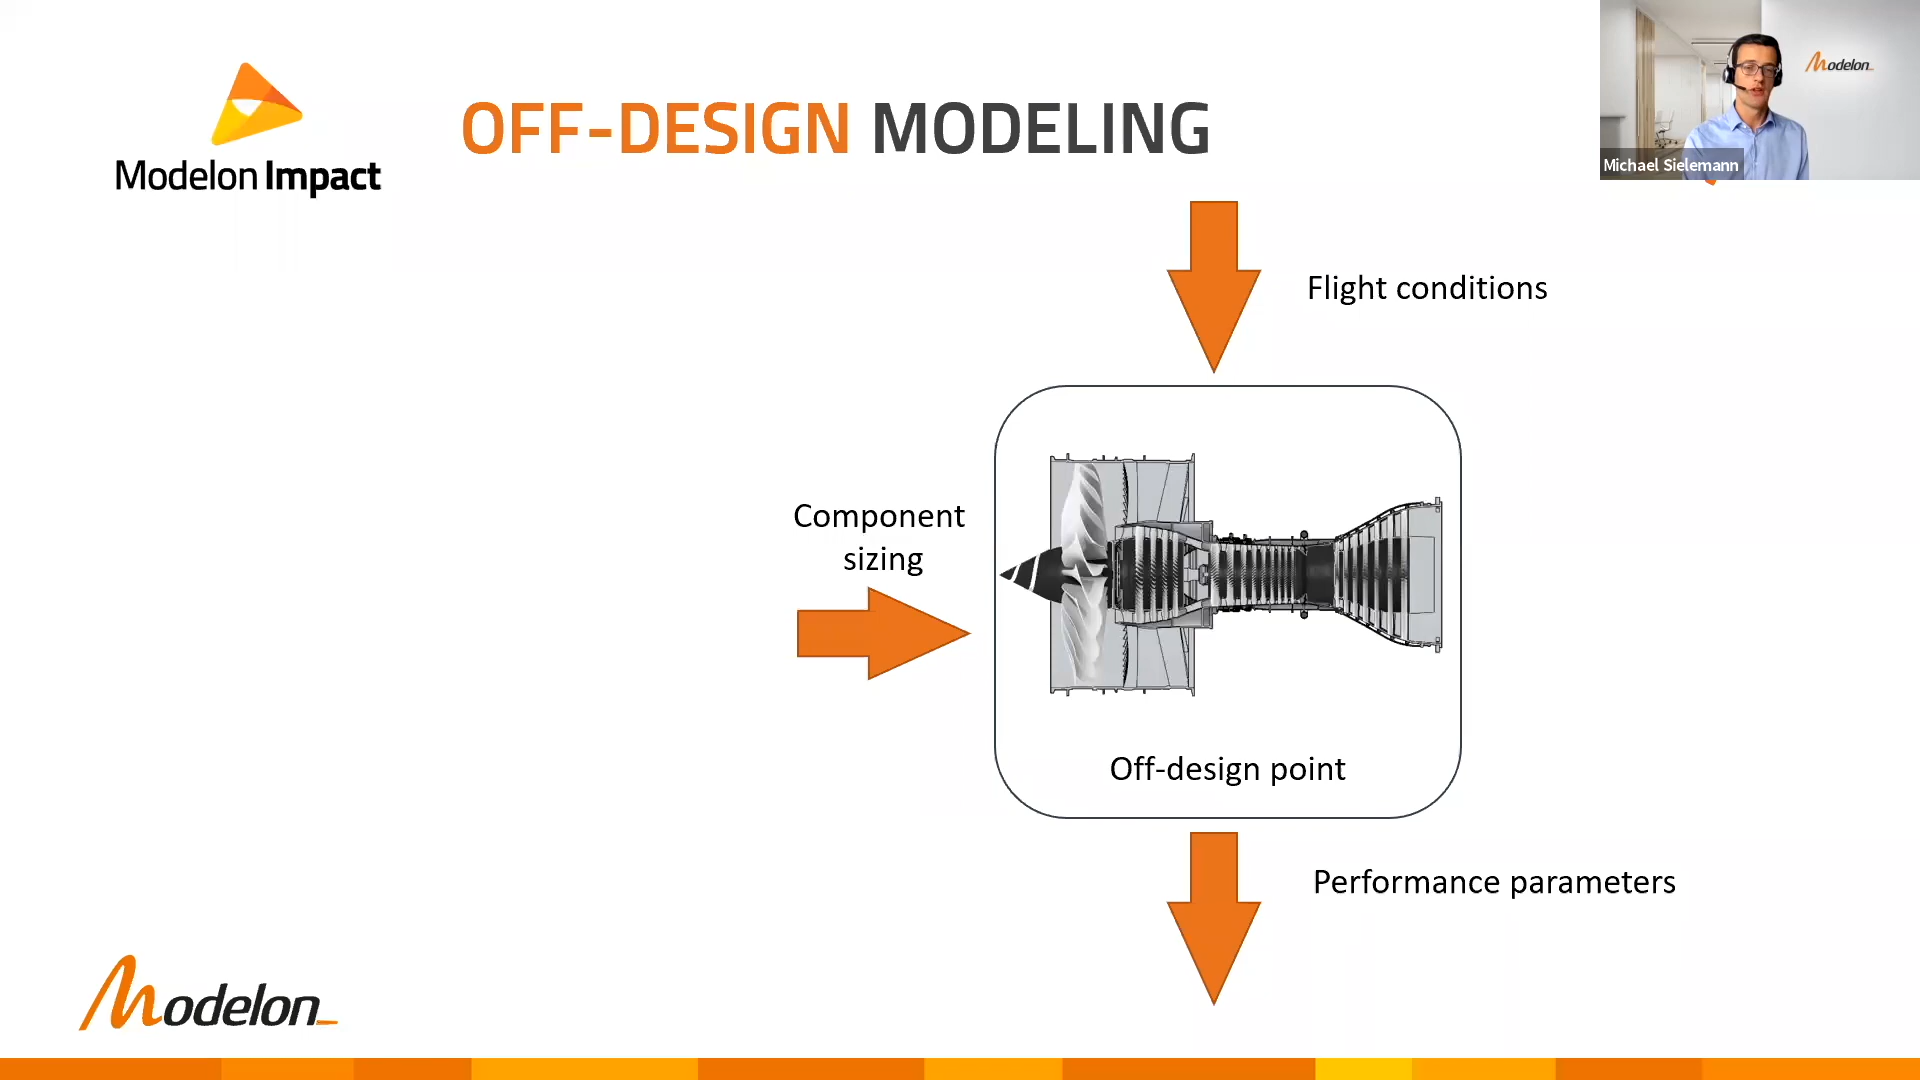 Modelon Impact
OFF-DESIGN MODELING
Modelon
Michael Sielemann
Flight conditions
Component
sizing
Off-design point
Performance parameters
Modelon